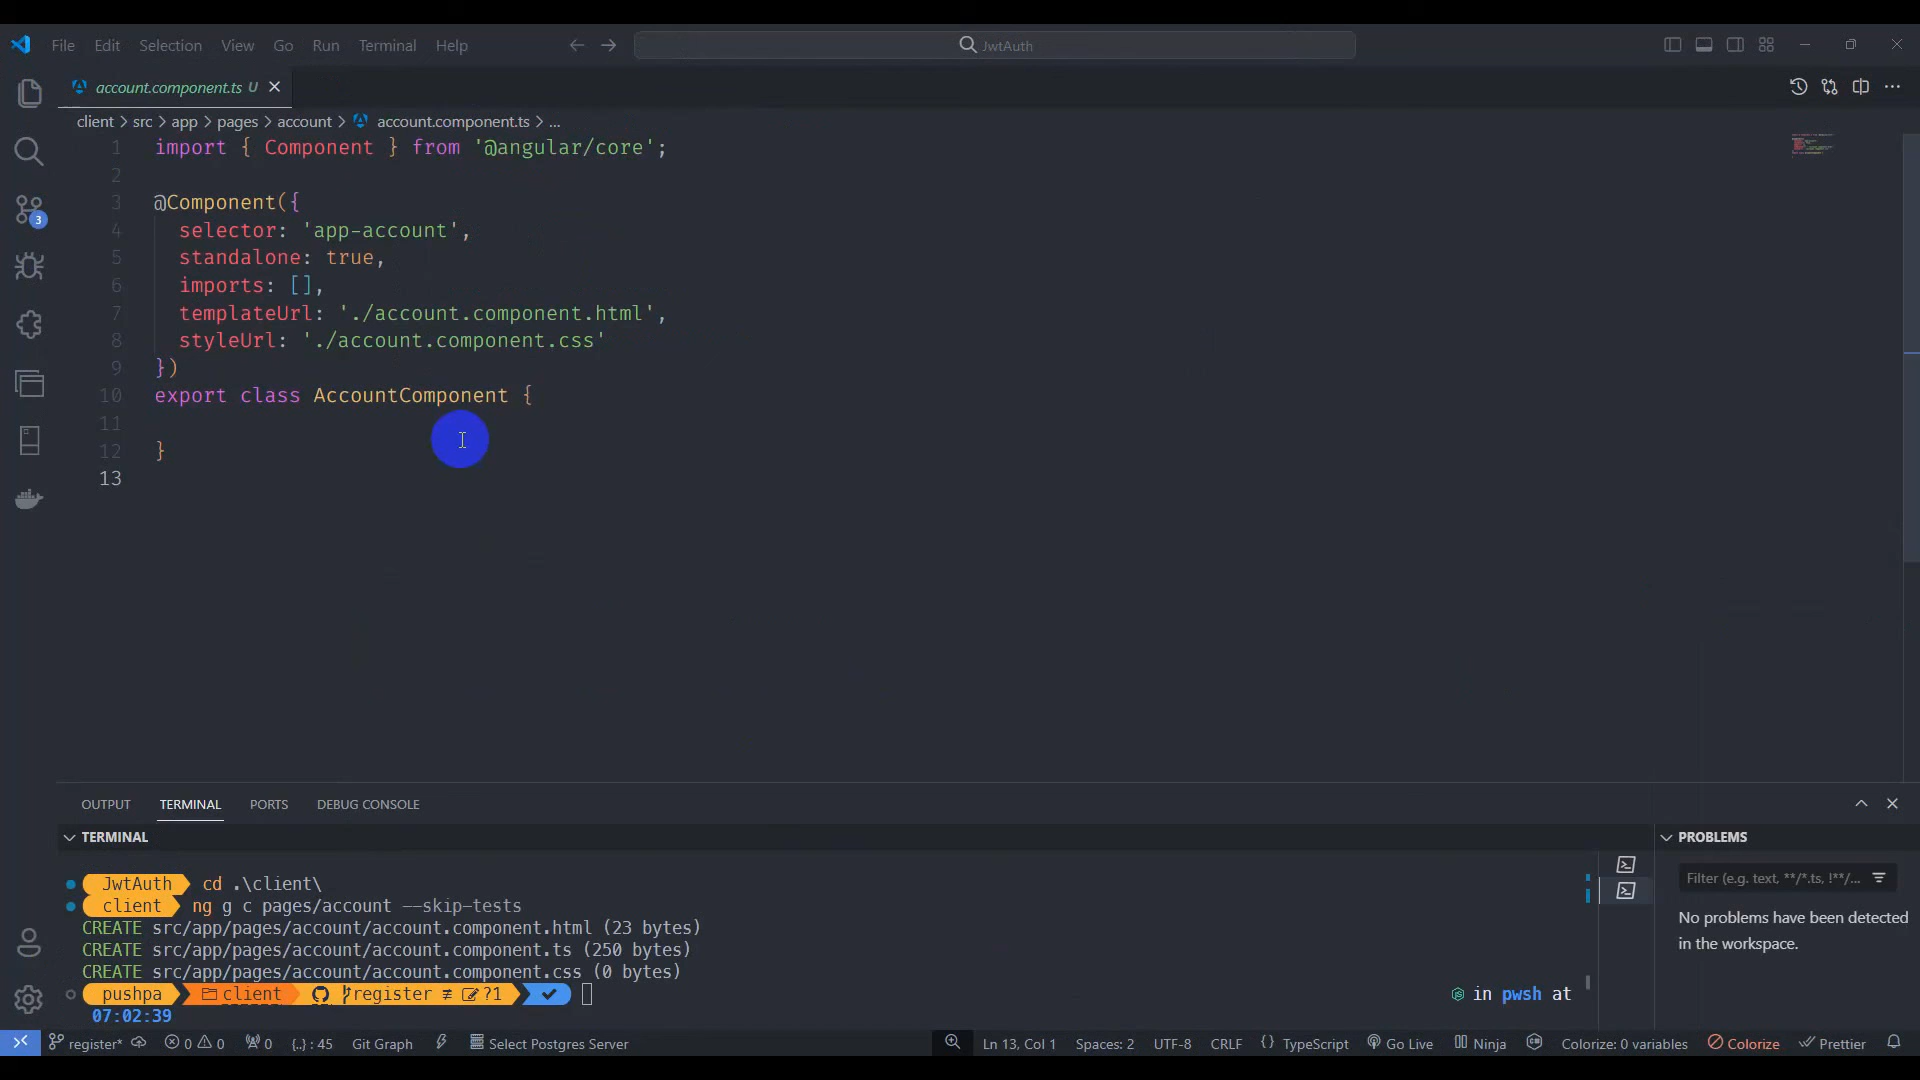 File Edit Selection View Go Run Terminal Help
JwtAuth
account.component.ts U
client > src > app > pages > account > account.component.ts > ...
1 import { Component } from '@angular/core';
2
3 @Component({
4 selector: 'app-account',
5 standalone: true,
6 imports: [],
7 templateUrl: './account.component.html',
8 styleUrl: './account.component.css'
9 })
10 export class AccountComponent {
11
12 }
13
3
OUTPUT TERMINAL PORTS DEBUG CONSOLE
TERMINAL
JwtAuth cd .\client\
client ng g c pages/account --skip-tests
CREATE src/app/pages/account/account.component.html (23 bytes)
CREATE src/app/pages/account/account.component.ts (250 bytes)
CREATE src/app/pages/account/account.component.css (0 bytes)
pushpa client register ≢ ?1 in pwsh at
07:02:39
PROBLEMS
Filter (e.g. text, **/*.ts, !**/...
No problems have been detected
in the workspace.
register* 0 0 0 {..} : 45 Git Graph Select Postgres Server Ln 13, Col 1 Spaces: 2 UTF-8 CRLF { } TypeScript Go Live Ninja Colorize: 0 variables Colorize Prettier